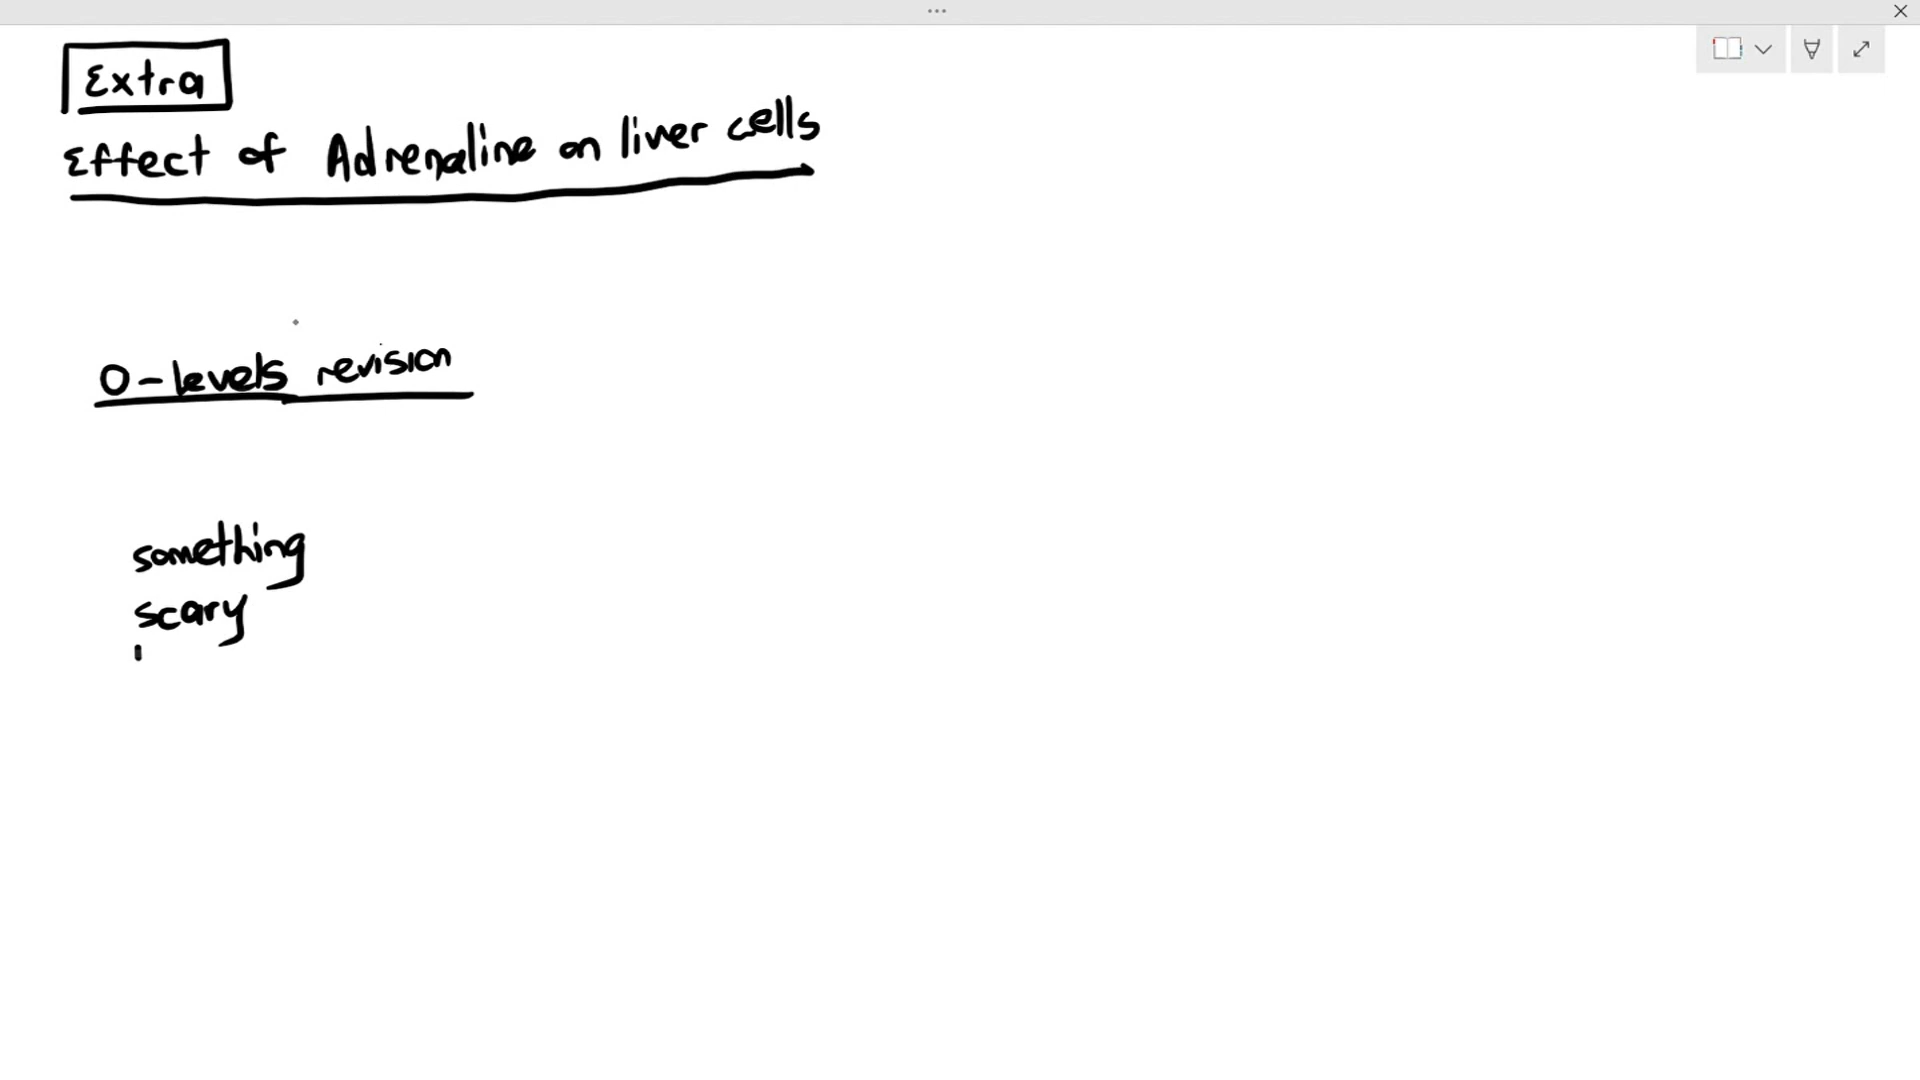 Extra
Effect of Adrenaline on liver cells
O-levels revision
something
scary